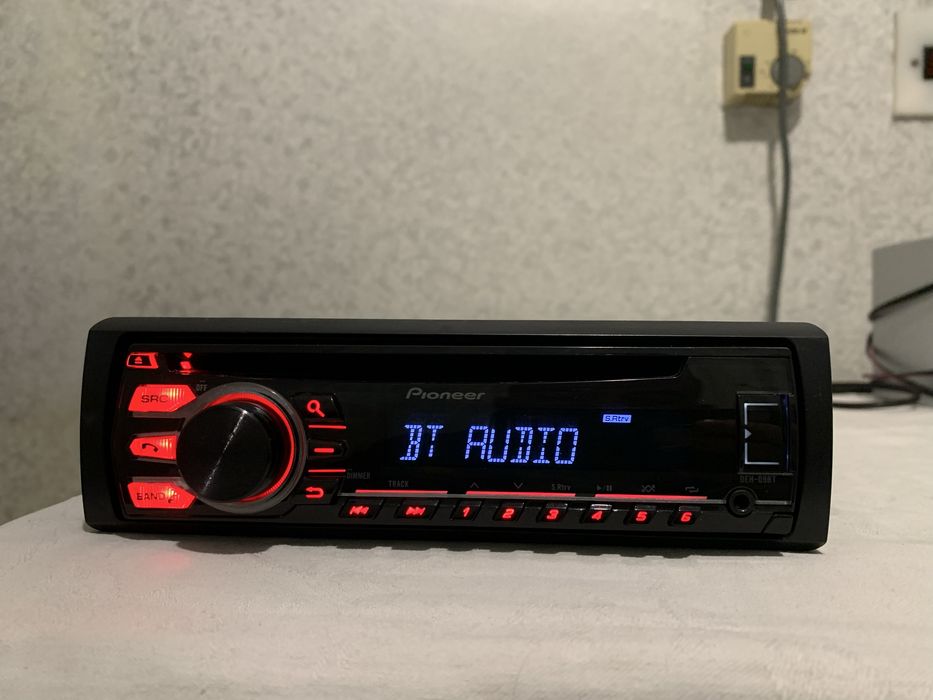 Pioneer
SRC
OFF
S.Rtrv
BT AUDIO
BAND
DIMMER
TRACK
S.Rtrv
1 2 3 4 5 6